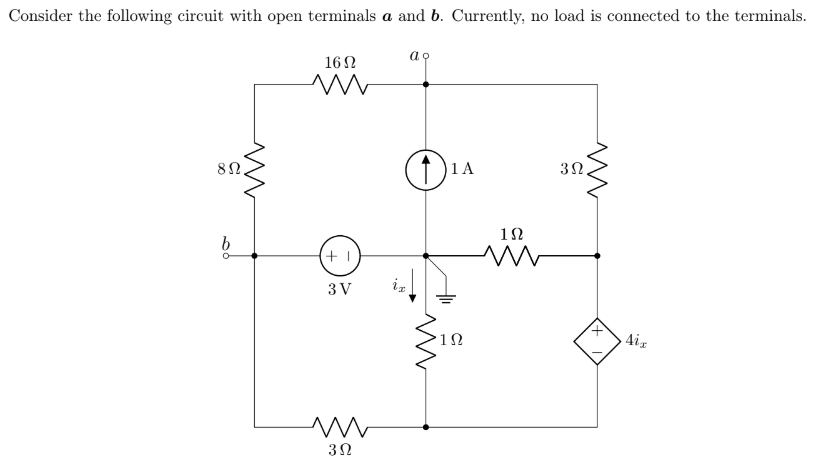 Consider the following circuit with open terminals a and b. Currently, no load is connected to the terminals.
a
16 Ω
8 Ω
1 A
3 Ω
b
+ −
3 V
1 Ω
i_x
1 Ω
+
−
4i_x
3 Ω